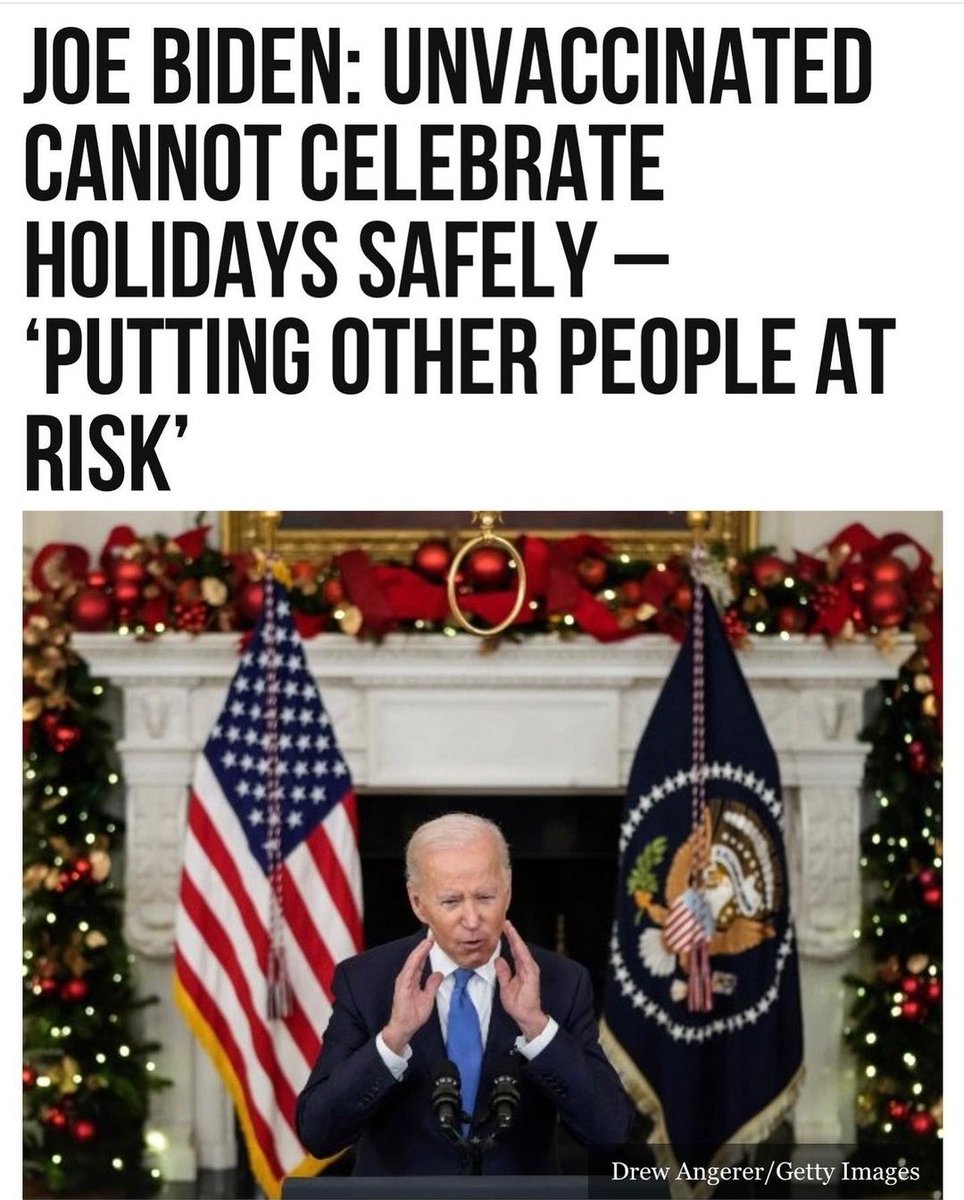 JOE BIDEN: UNVACCINATED
CANNOT CELEBRATE
HOLIDAYS SAFELY —
‘PUTTING OTHER PEOPLE AT
RISK’
Drew Angerer/Getty Images